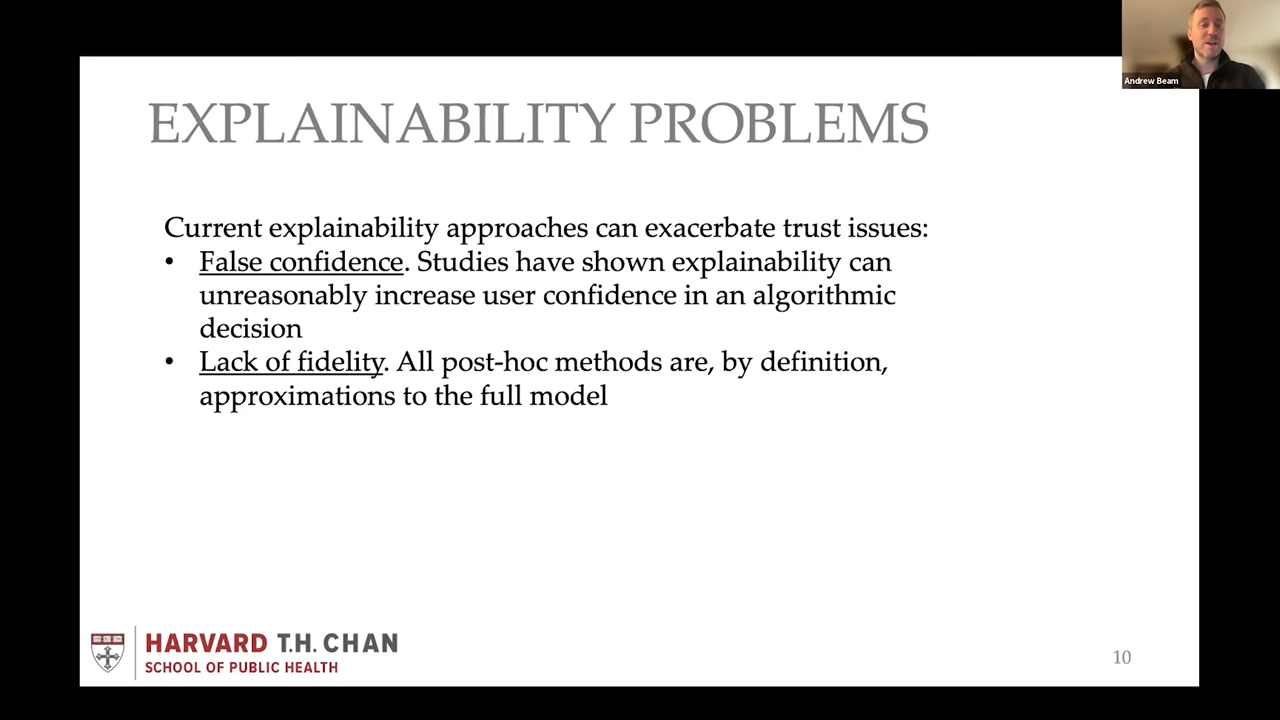 Andrew Beam
EXPLAINABILITY PROBLEMS
Current explainability approaches can exacerbate trust issues:
• False confidence. Studies have shown explainability can
unreasonably increase user confidence in an algorithmic
decision
• Lack of fidelity. All post-hoc methods are, by definition,
approximations to the full model
HARVARD T.H. CHAN
SCHOOL OF PUBLIC HEALTH
10